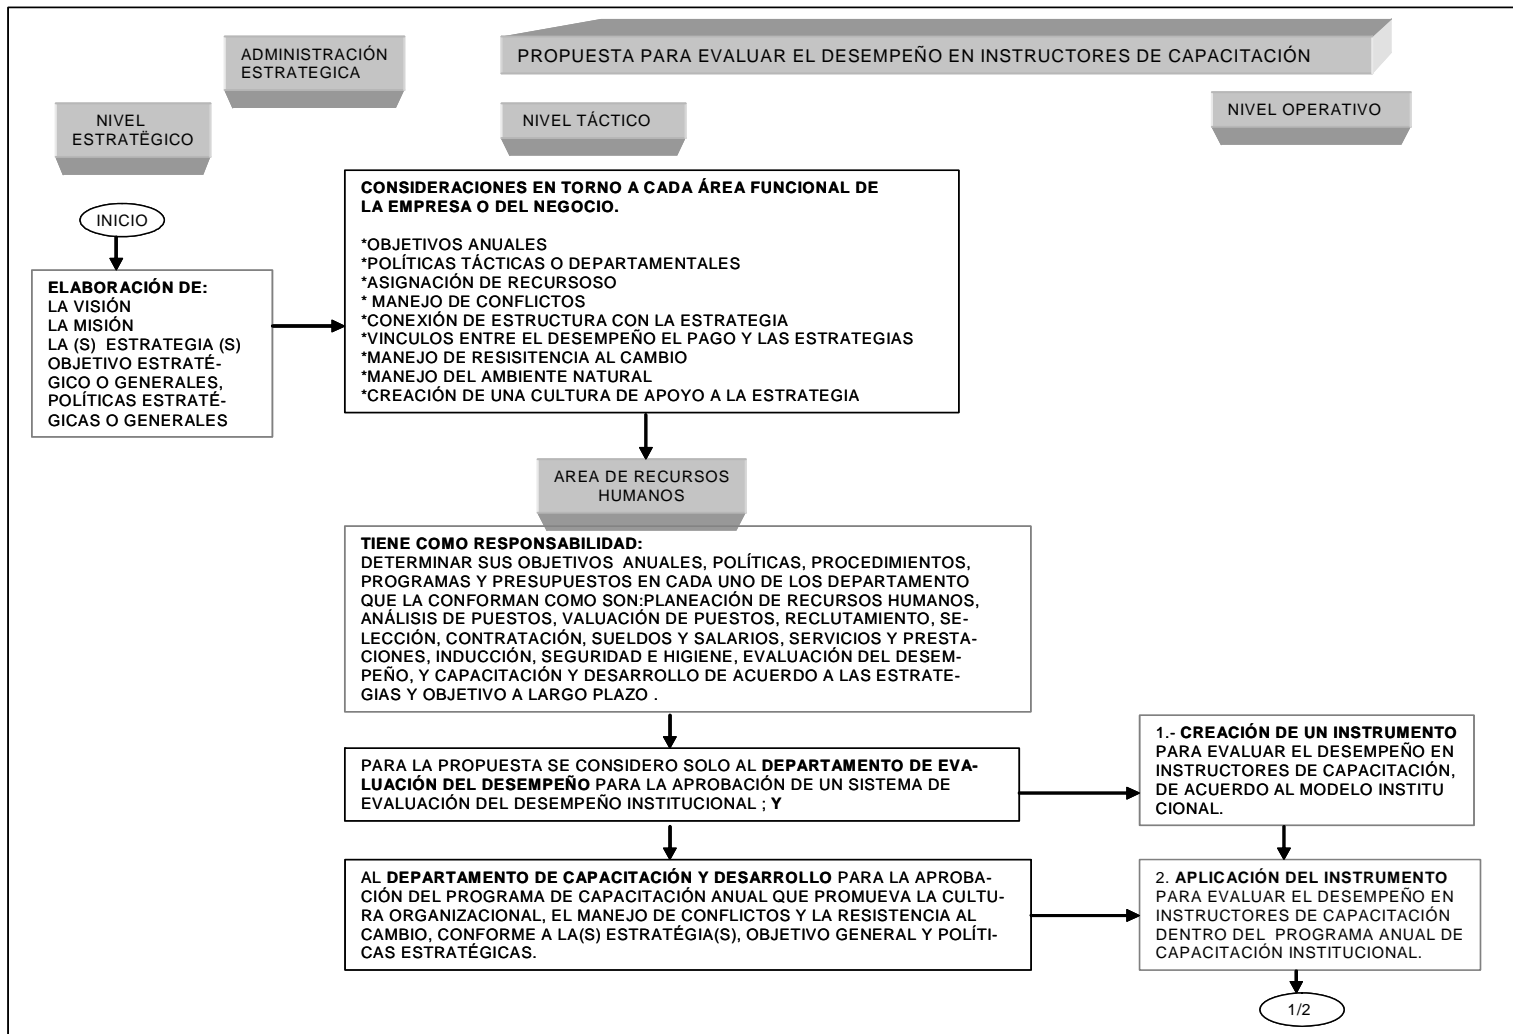 ADMINISTRACIÓN
ESTRATEGICA
PROPUESTA PARA EVALUAR EL DESEMPEÑO EN INSTRUCTORES DE CAPACITACIÓN
NIVEL
ESTRATËGICO
NIVEL TÁCTICO
NIVEL OPERATIVO
INICIO
ELABORACIÓN DE:
LA VISIÓN
LA MISIÓN
LA (S) ESTRATEGIA (S)
OBJETIVO ESTRATÉ-
GICO O GENERALES,
POLÍTICAS ESTRATÉ-
GICAS O GENERALES
CONSIDERACIONES EN TORNO A CADA ÁREA FUNCIONAL DE
LA EMPRESA O DEL NEGOCIO.
*OBJETIVOS ANUALES
*POLÍTICAS TÁCTICAS O DEPARTAMENTALES
*ASIGNACIÓN DE RECURSOSO
* MANEJO DE CONFLICTOS
*CONEXIÓN DE ESTRUCTURA CON LA ESTRATEGIA
*VINCULOS ENTRE EL DESEMPEÑO EL PAGO Y LAS ESTRATEGIAS
*MANEJO DE RESISITENCIA AL CAMBIO
*MANEJO DEL AMBIENTE NATURAL
*CREACIÓN DE UNA CULTURA DE APOYO A LA ESTRATEGIA
AREA DE RECURSOS
HUMANOS
TIENE COMO RESPONSABILIDAD:
DETERMINAR SUS OBJETIVOS ANUALES, POLÍTICAS, PROCEDIMIENTOS,
PROGRAMAS Y PRESUPUESTOS EN CADA UNO DE LOS DEPARTAMENTO
QUE LA CONFORMAN COMO SON:PLANEACIÓN DE RECURSOS HUMANOS,
ANÁLISIS DE PUESTOS, VALUACIÓN DE PUESTOS, RECLUTAMIENTO, SE-
LECCIÓN, CONTRATACIÓN, SUELDOS Y SALARIOS, SERVICIOS Y PRESTA-
CIONES, INDUCCIÓN, SEGURIDAD E HIGIENE, EVALUACIÓN DEL DESEM-
PEÑO, Y CAPACITACIÓN Y DESARROLLO DE ACUERDO A LAS ESTRATE-
GIAS Y OBJETIVO A LARGO PLAZO .
PARA LA PROPUESTA SE CONSIDERO SOLO AL DEPARTAMENTO DE EVA-
LUACIÓN DEL DESEMPEÑO PARA LA APROBACIÓN DE UN SISTEMA DE
EVALUACIÓN DEL DESEMPEÑO INSTITUCIONAL ; Y
1.- CREACIÓN DE UN INSTRUMENTO
PARA EVALUAR EL DESEMPEÑO EN
INSTRUCTORES DE CAPACITACIÓN,
DE ACUERDO AL MODELO INSTITU
CIONAL.
AL DEPARTAMENTO DE CAPACITACIÓN Y DESARROLLO PARA LA APROBA-
CIÓN DEL PROGRAMA DE CAPACITACIÓN ANUAL QUE PROMUEVA LA CULTU-
RA ORGANIZACIONAL, EL MANEJO DE CONFLICTOS Y LA RESISTENCIA AL
CAMBIO, CONFORME A LA(S) ESTRATÉGIA(S), OBJETIVO GENERAL Y POLÍTI-
CAS ESTRATÉGICAS.
2. APLICACIÓN DEL INSTRUMENTO
PARA EVALUAR EL DESEMPEÑO EN
INSTRUCTORES DE CAPACITACIÓN
DENTRO DEL PROGRAMA ANUAL DE
CAPACITACIÓN INSTITUCIONAL.
1/2